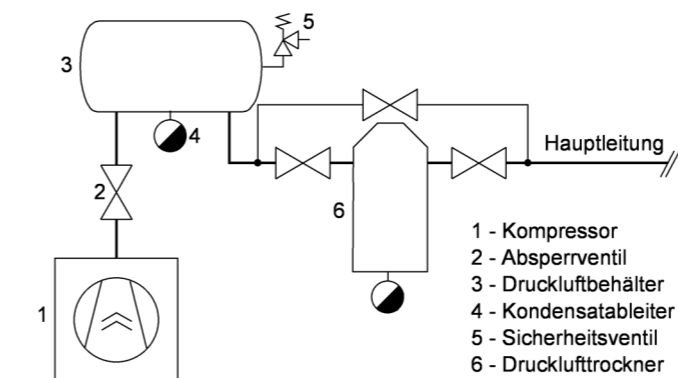 5
3
4
Hauptleitung
2
6
1
1 - Kompressor
2 - Absperrventil
3 - Druckluftbehälter
4 - Kondensatableiter
5 - Sicherheitsventil
6 - Drucklufttrockner